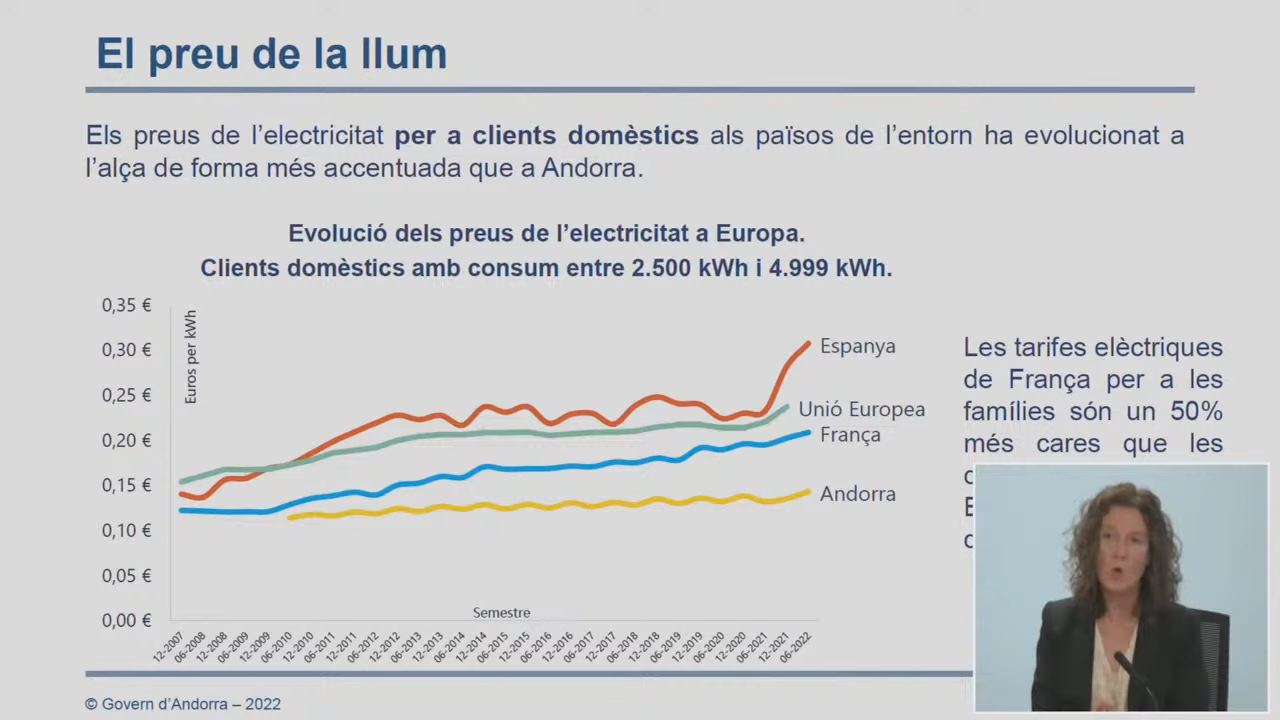 El preu de la llum
Els preus de l’electricitat per a clients domèstics als països de l’entorn ha evolucionat a
l’alça de forma més accentuada que a Andorra.
Evolució dels preus de l’electricitat a Europa.
Clients domèstics amb consum entre 2.500 kWh i 4.999 kWh.
0,35 €
0,30 €
0,25 €
0,20 €
0,15 €
0,10 €
0,05 €
0,00 €
Euros per kWh
Espanya
Unió Europea
França
Andorra
Semestre
12-2007
06-2008
12-2008
06-2009
12-2009
06-2010
12-2010
06-2011
12-2011
06-2012
12-2012
06-2013
12-2013
06-2014
12-2014
06-2015
12-2015
06-2016
12-2016
06-2017
12-2017
06-2018
12-2018
06-2019
12-2019
06-2020
12-2020
06-2021
12-2021
06-2022
Les tarifes elèctriques
de França per a les
famílies són un 50%
més cares que les
© Govern d’Andorra – 2022